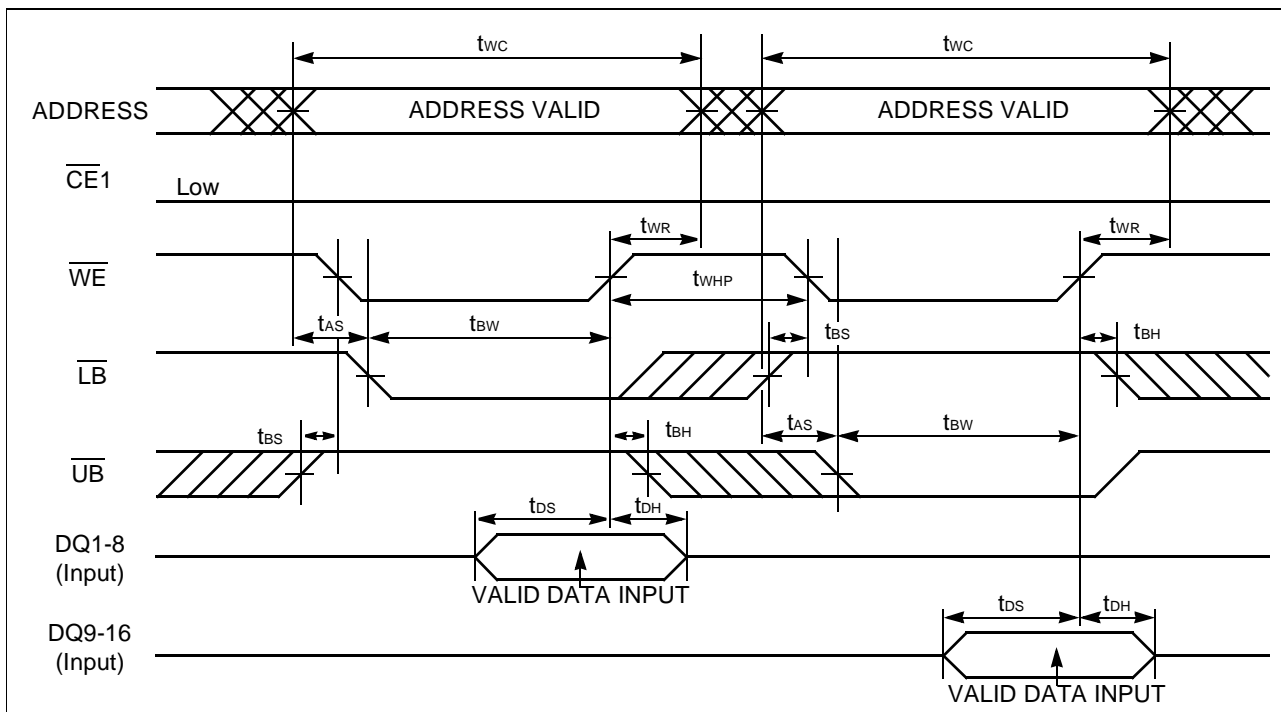 tWC tWC
ADDRESS ADDRESS VALID ADDRESS VALID
CE1 Low
tWR tWR
WE
tWHP
tAS tBW tBS tBH
LB
tBS tBH tAS tBW
UB
tDS tDH
DQ1-8
(Input)
VALID DATA INPUT
tDS tDH
DQ9-16
(Input)
VALID DATA INPUT